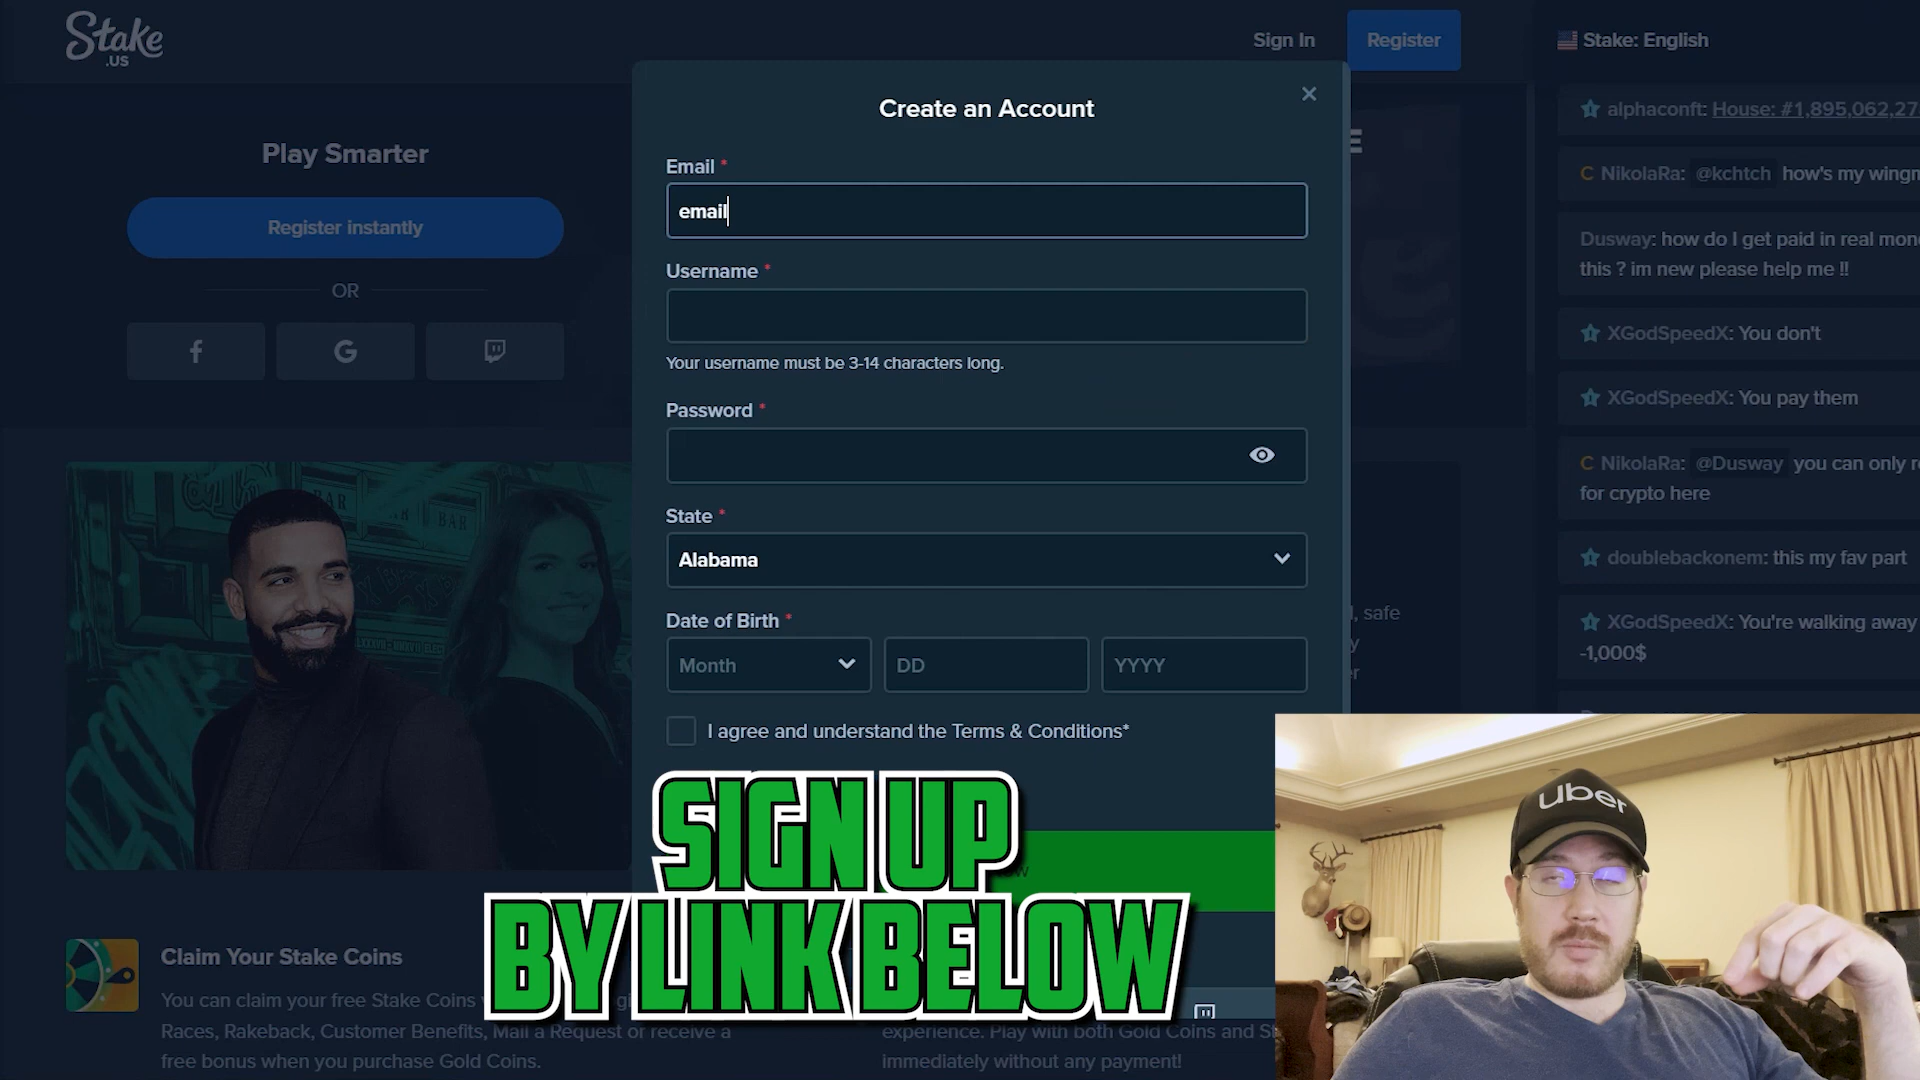 Stake
.US
Sign In
Register
Stake: English
Play Smarter
Register instantly
OR
Create an Account
Email *
email
Username *
Your username must be 3-14 characters long.
Password *
State *
Alabama
Date of Birth *
Month
DD
YYYY
I agree and understand the Terms & Conditions*
SIGN UP
BY LINK BELOW
alphaconft: House: #1,895,062,27
NikolaRa: @kchtch how's my wingm
Dusway: how do I get paid in real mon
this ? im new please help me !!
XGodSpeedX: You don't
XGodSpeedX: You pay them
NikolaRa: @Dusway you can only r
for crypto here
doublebackonem: this my fav part
XGodSpeedX: You're walking away
-1,000$
, safe
Claim Your Stake Coins
You can claim your free Stake Coins
Races, Rakeback, Customer Benefits, Mail a Request or receive a
free bonus when you purchase Gold Coins.
experience. Play with both Gold Coins and S
immediately without any payment!
BAR
BAR
Uber